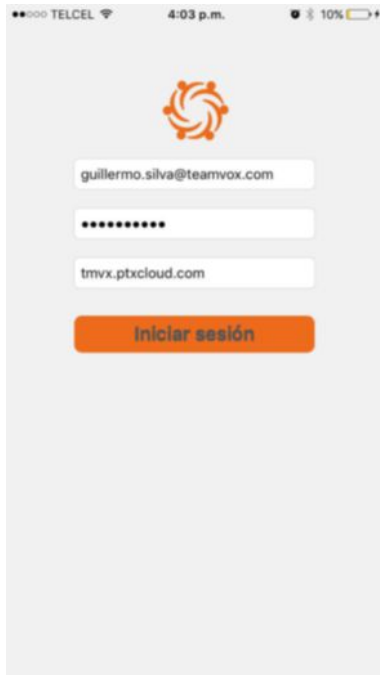 TELCEL 4:03 p.m. 10%
guillermo.silva@teamvox.com
••••••••••
tmvx.ptxcloud.com
Iniciar sesión